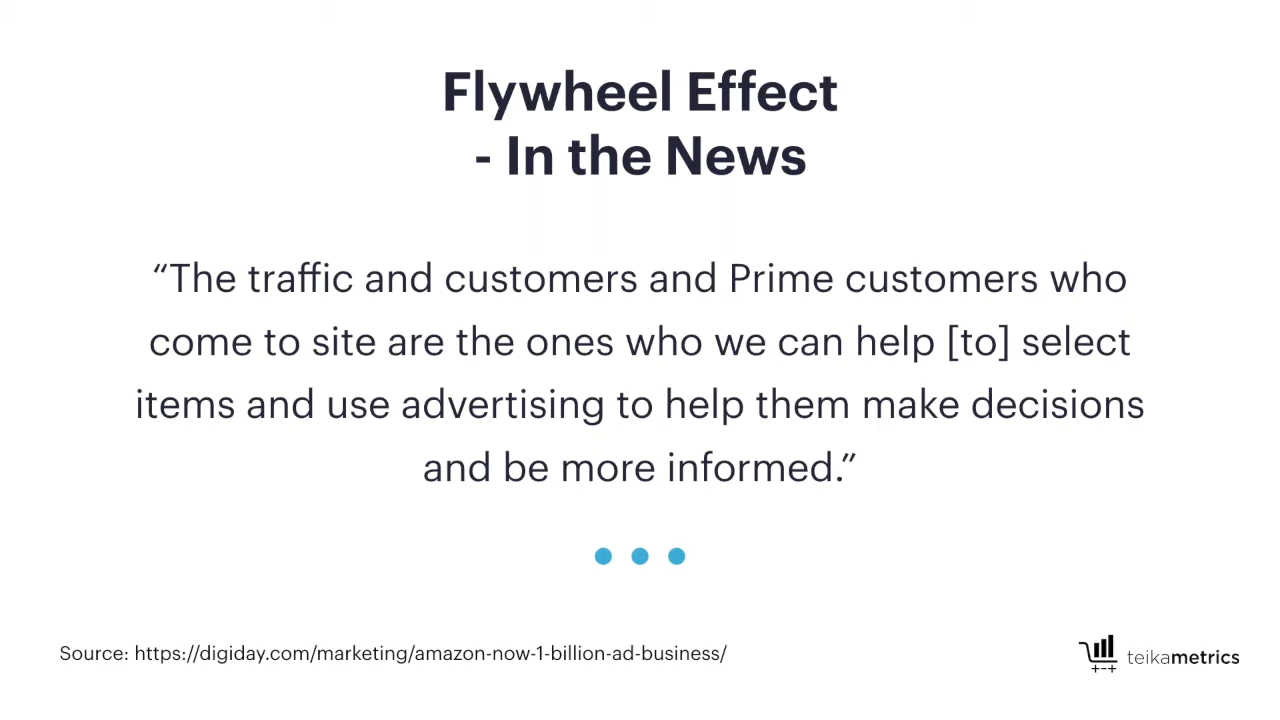 Flywheel Effect
- In the News
“The traffic and customers and Prime customers who
come to site are the ones who we can help [to] select
items and use advertising to help them make decisions
and be more informed.”
Source: https://digiday.com/marketing/amazon-now-1-billion-ad-business/
teikametrics